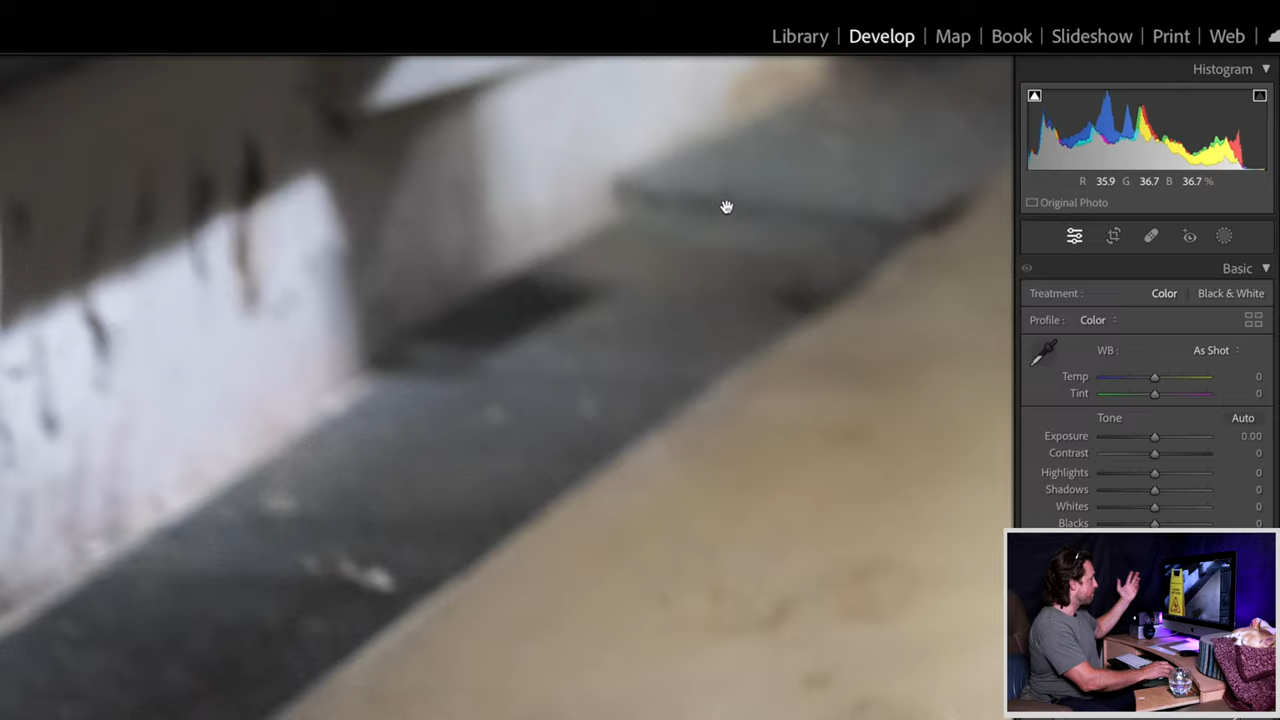 Library | Develop | Map | Book | Slideshow | Print | Web |
Histogram
R 35.9 G 36.7 B 36.7 %
Original Photo
Basic
Treatment : Color Black & White
Profile : Color
WB : As Shot
Temp 0
Tint 0
Tone Auto
Exposure 0.00
Contrast 0
Highlights 0
Shadows 0
Whites 0
Blacks 0